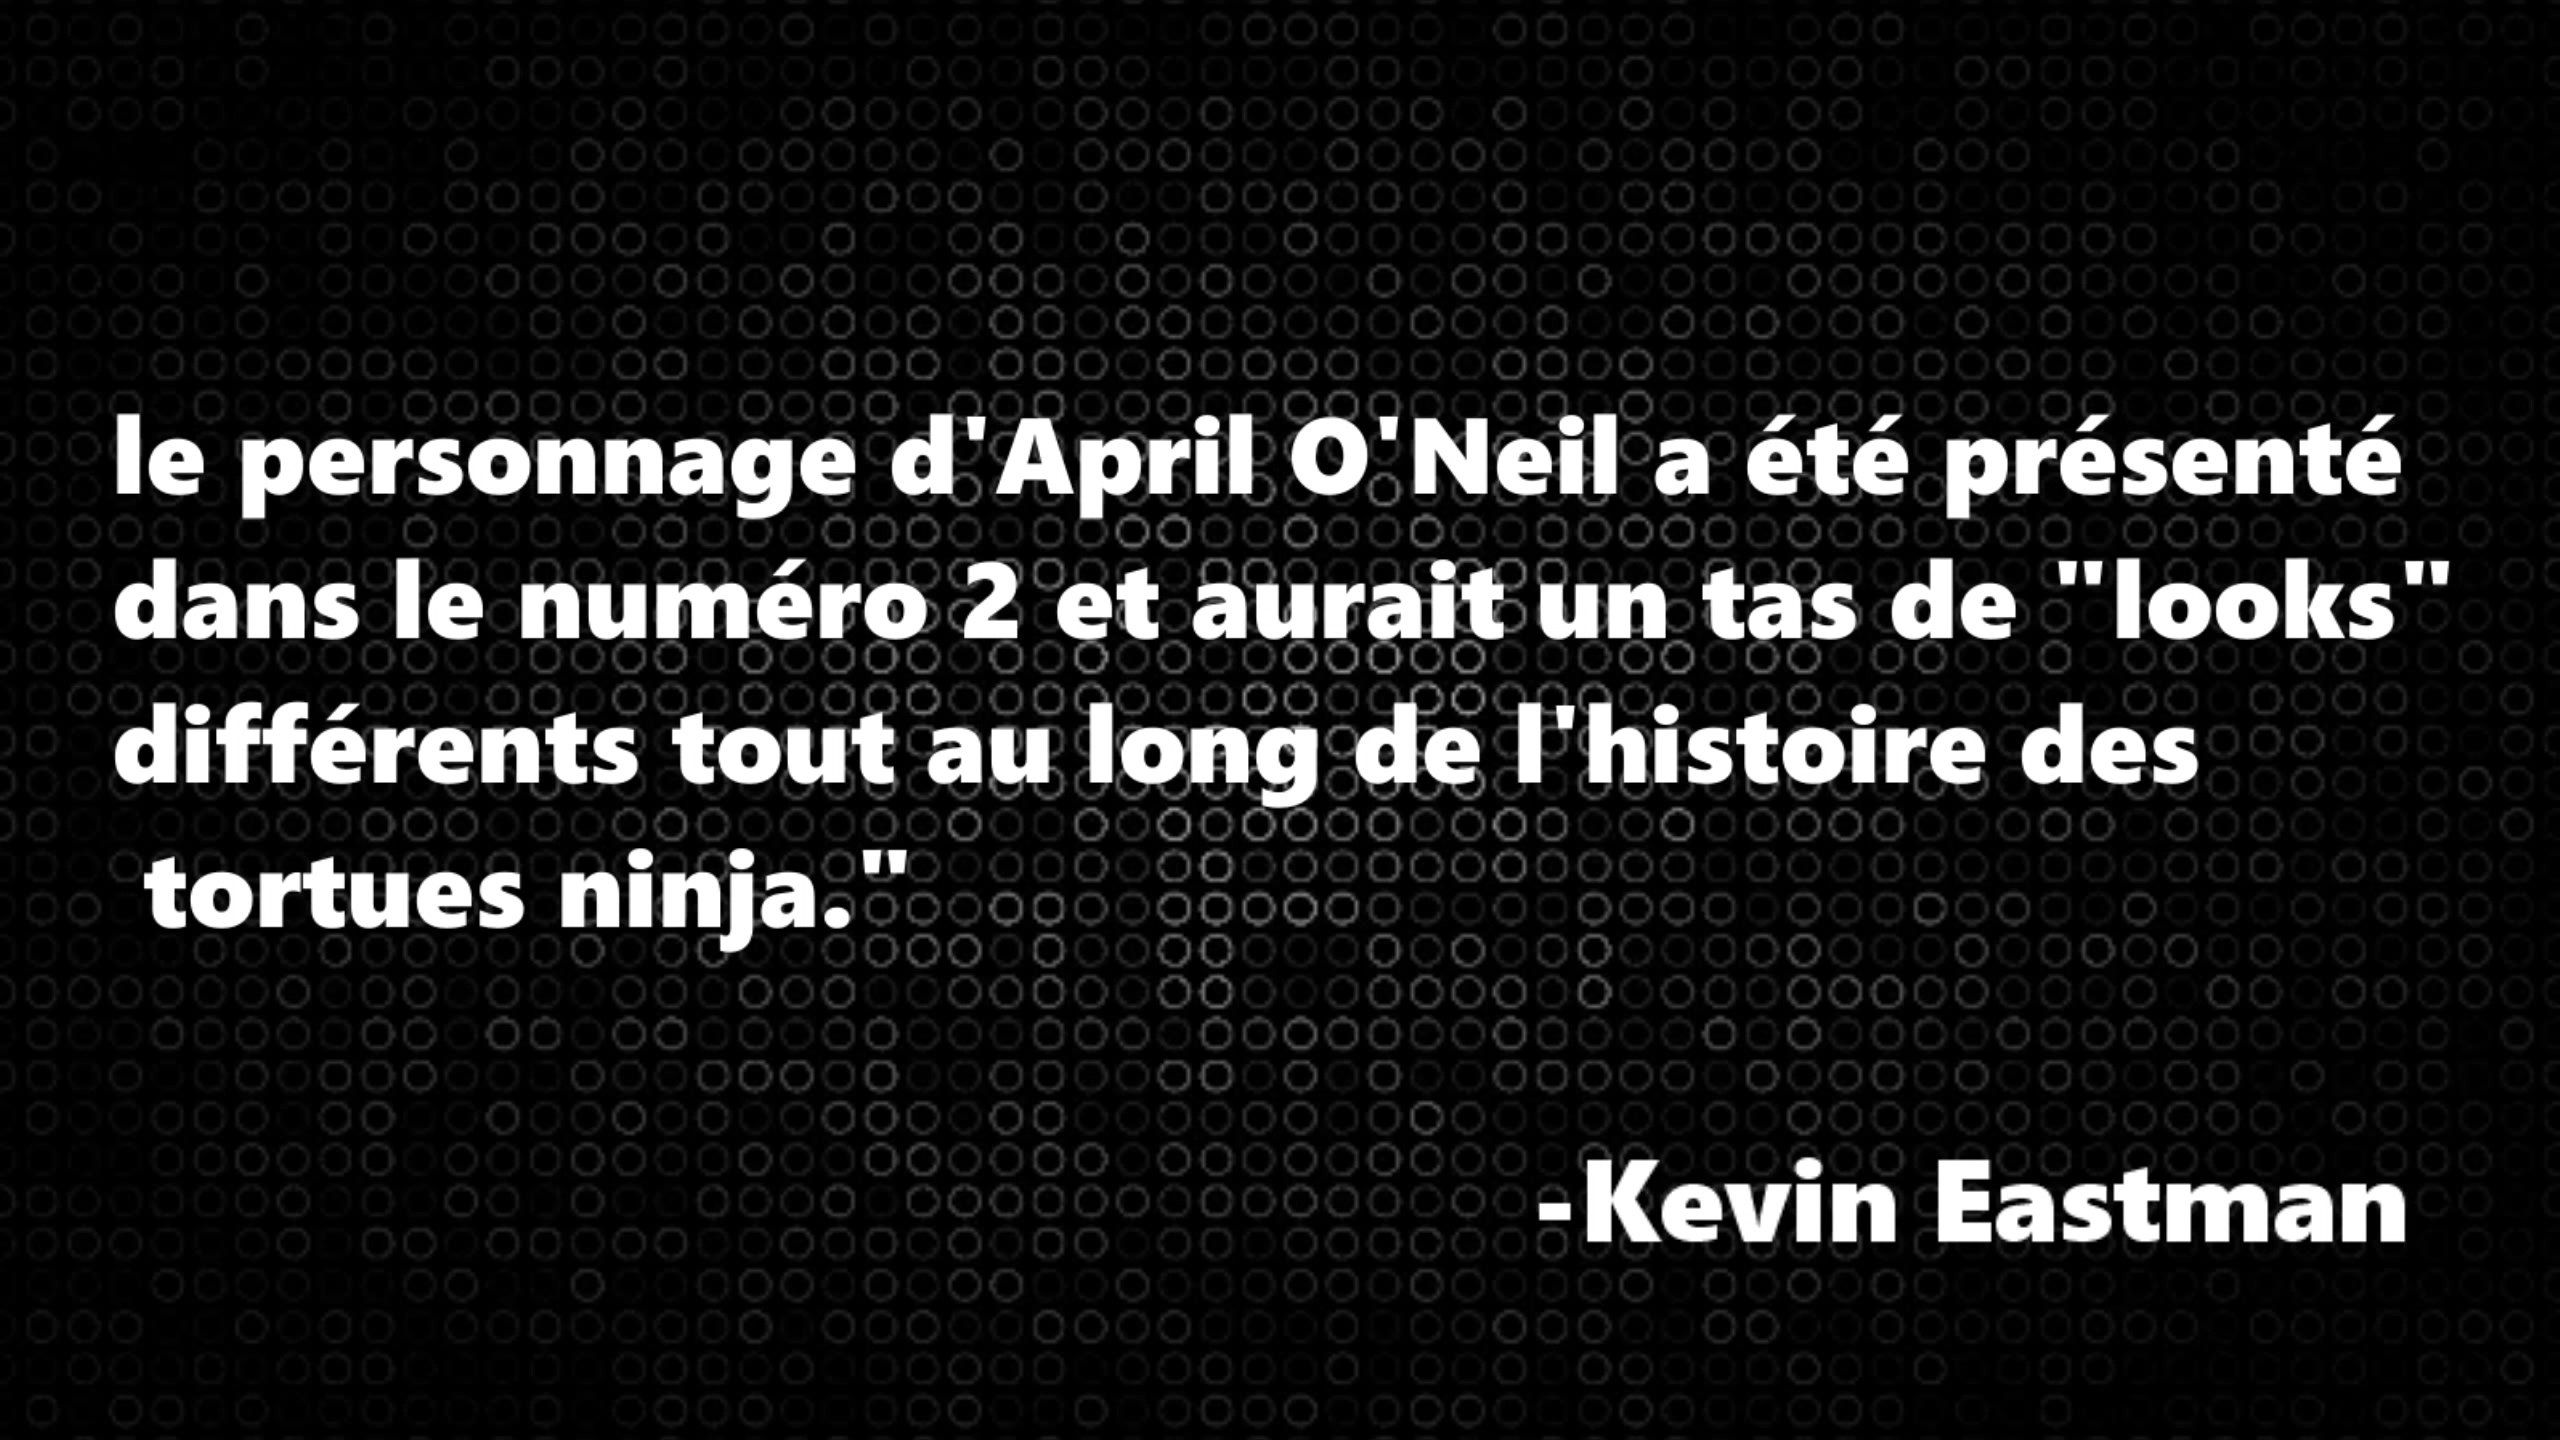 le personnage d'April O'Neil a été présenté
dans le numéro 2 et aurait un tas de "looks"
différents tout au long de l'histoire des
tortues ninja."
-Kevin Eastman